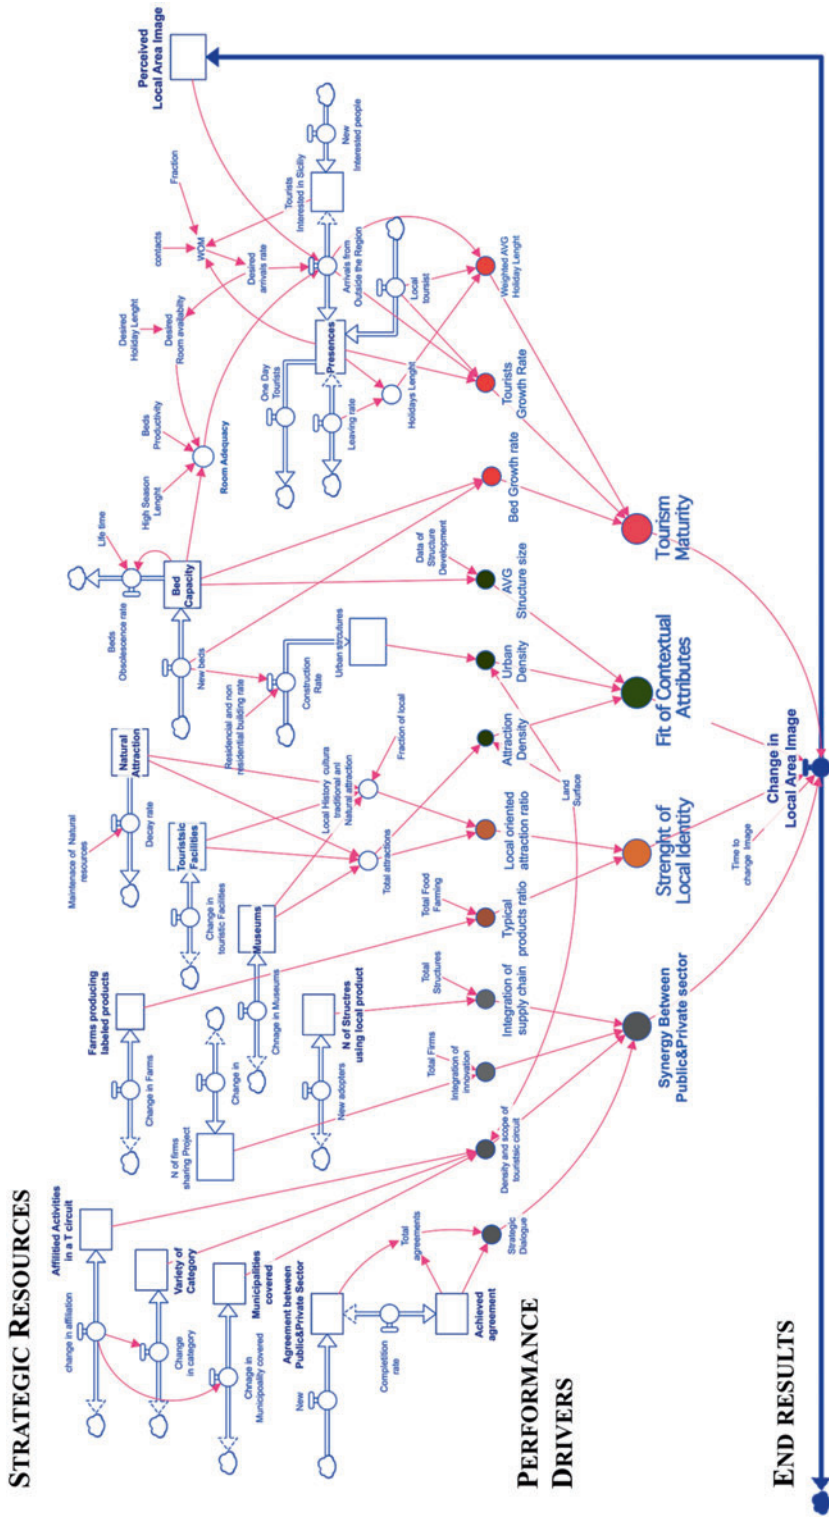 STRATEGIC RESOURCES
Affilitied Activities
in a T circuit
change in affiliation
Variety of
Category
Change
in category
Municipalities
covered
Chnage in
Municipoality covered
Agreement between
Public&Private Sector
New
Completition
rate
Achieved
agreement
Total
agreements
Strategic
Dialogue
Farms producing
labeled products
Change in Farms
N of firms
sharing Project
Change in
N of Structres
using local product
New adopters
Natural
Attraction
Maintenace of Natural
resources
Decay rate
Touristsic
Facilities
Change in
touristic Facilities
Museums
Chnage in Museums
Local History cultura
traditional anl
Natural attraction
Fraction of local
Total attractions
Life time
Beds
Obsolescence rate
Bed
Capacity
New beds
Residencial and non
residential building rate
Construction
Rate
Urban strcutures
High Season
Lenght
Beds
Productivity
Room Adequacy
Desired
Holiday Lenght
Desired
Room availabilty
contacts
Fraction
WOM
Desired
arrivals rate
Tourists
Interested in Sicily
New
Interested people
Perceived
Local Area Image
Arrivals from
Outside the Region
One Day
Tourists
Presences
Leaving rate
Holidays Lenght
Local
toursist
PERFORMANCE
DRIVERS
Density and scope of
touristsic circuit
Total Firms
Integration of
innovation
Total
Structures
Integration of
supply chain
Total Food
Farming
Typical
products ratio
Local oriented
attraction ratio
Attraction
Density
Urban
Density
Land
Surface
Data of
Structure
Development
AVG
Structure size
Bed Growth rate
Tourists
Growth Rate
Weighted AVG
Holiday Lenght
Synergy Between
Public&Private sector
Strenght of
Local Identity
Fit of Contextual
Attributes
Tourism
Maturity
END RESULTS
Time to
change Image
Change in
Local Area Image